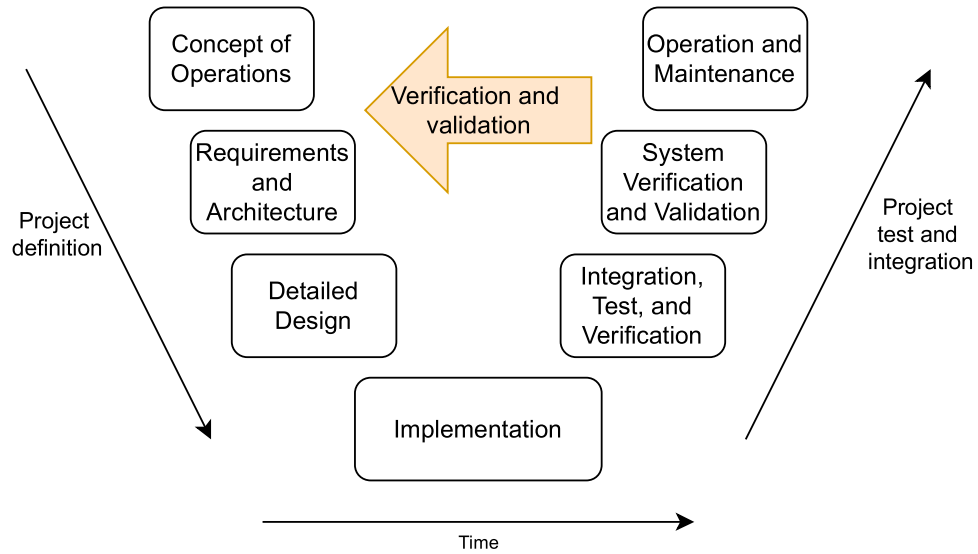 Concept of
Operations
Operation and
Maintenance
Verification and
validation
Requirements
and
Architecture
System
Verification
and Validation
Project
definition
Project
test and
integration
Detailed
Design
Integration,
Test, and
Verification
Implementation
Time